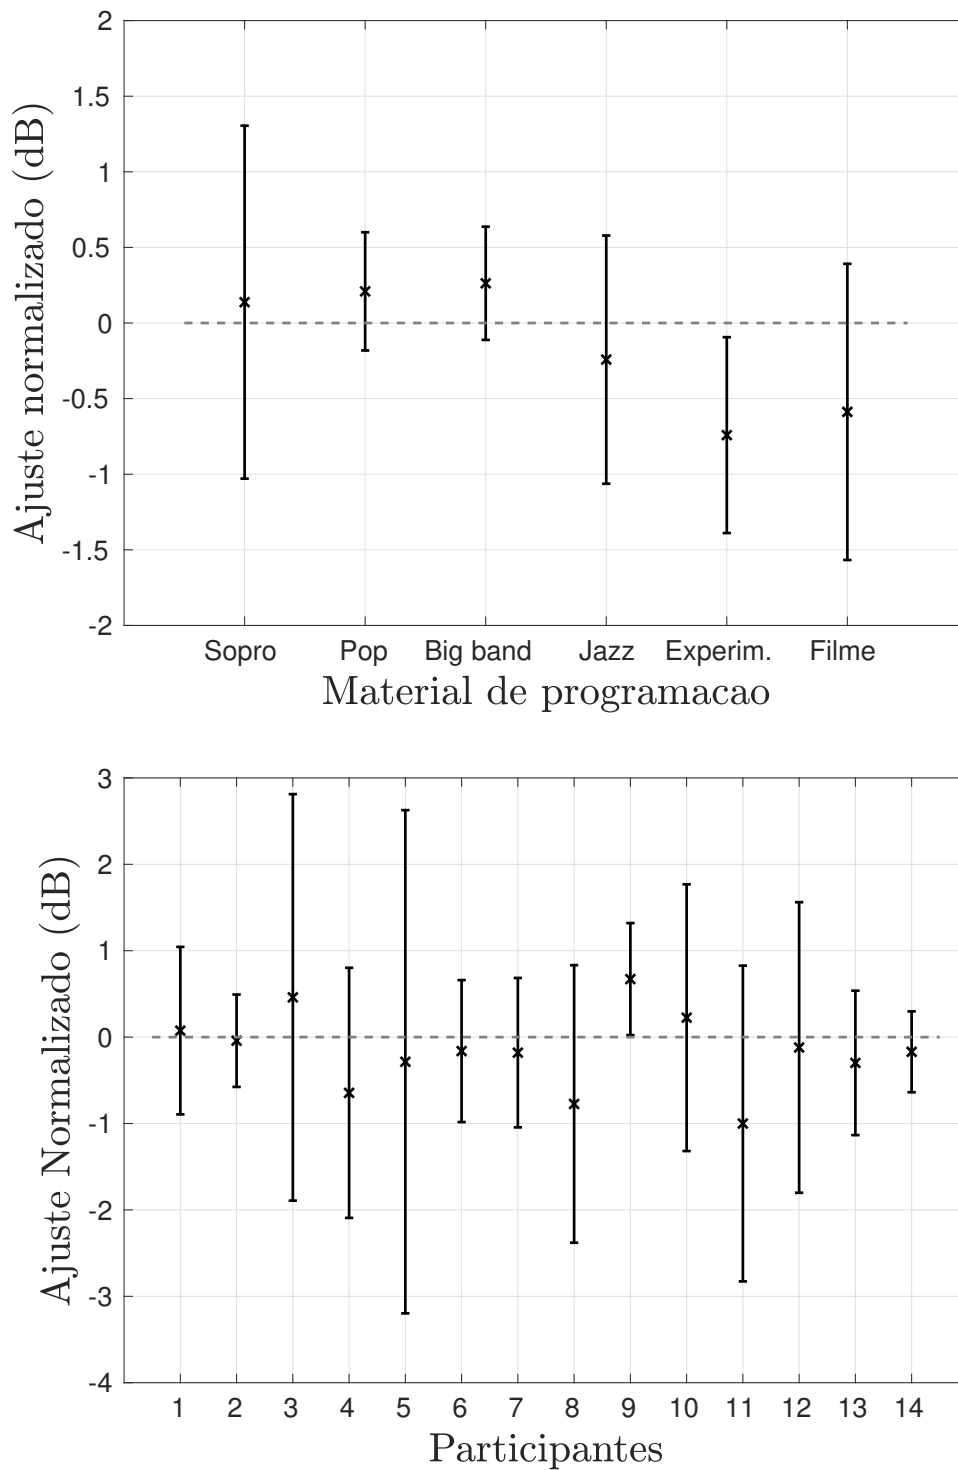 2
1.5
1
0.5
0
-0.5
-1
-1.5
-2
Ajuste normalizado (dB)
Sopro Pop Big band Jazz Experim. Filme
Material de programacao
3
2
1
0
-1
-2
-3
-4
Ajuste Normalizado (dB)
1 2 3 4 5 6 7 8 9 10 11 12 13 14
Participantes